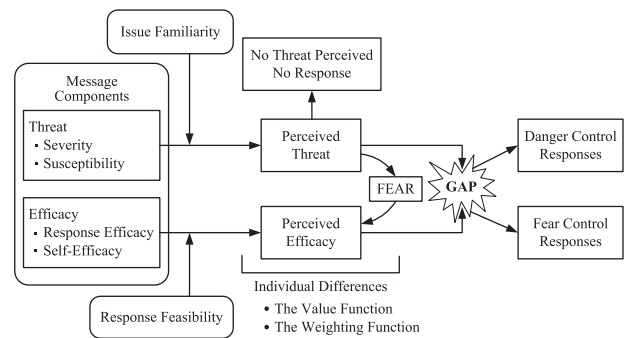 Issue Familiarity
No Threat Perceived
No Response
Message
Components
Threat
▪ Severity
▪ Susceptibility
Perceived
Threat
Danger Control
Responses
FEAR
GAP
Efficacy
▪ Response Efficacy
▪ Self-Efficacy
Perceived
Efficacy
Fear Control
Responses
Individual Differences
• The Value Function
• The Weighting Function
Response Feasibility